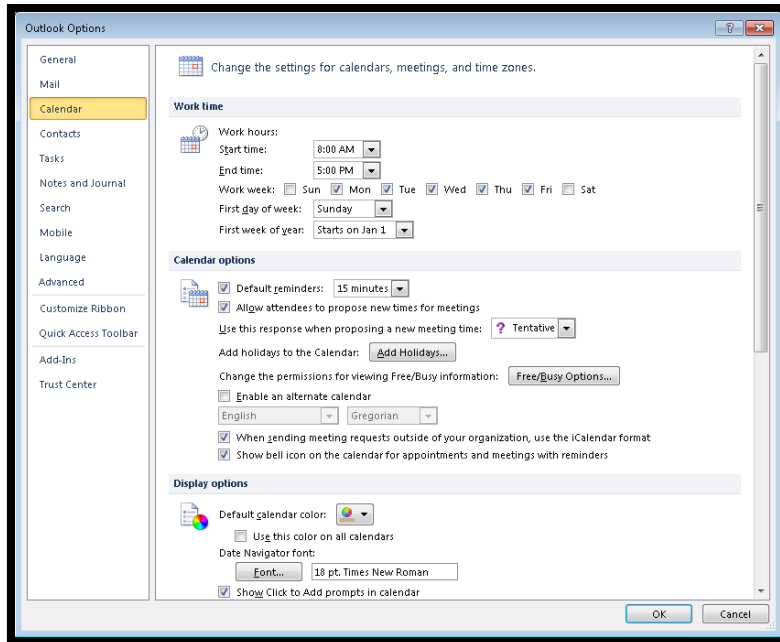 Outlook Options
General
Mail
Calendar
Contacts
Tasks
Notes and Journal
Search
Mobile
Language
Advanced
Customize Ribbon
Quick Access Toolbar
Add-Ins
Trust Center
Change the settings for calendars, meetings, and time zones.
Work time
Work hours:
Start time: 8:00 AM
End time: 5:00 PM
Work week: Sun Mon Tue Wed Thu Fri Sat
First day of week: Sunday
First week of year: Starts on Jan 1
Calendar options
Default reminders: 15 minutes
Allow attendees to propose new times for meetings
Use this response when proposing a new meeting time: ? Tentative
Add holidays to the Calendar: Add Holidays...
Change the permissions for viewing Free/Busy information: Free/Busy Options...
Enable an alternate calendar
English Gregorian
When sending meeting requests outside of your organization, use the iCalendar format
Show bell icon on the calendar for appointments and meetings with reminders
Display options
Default calendar color:
Use this color on all calendars
Date Navigator font:
Font... 18 pt. Times New Roman
Show Click to Add prompts in calendar
OK Cancel